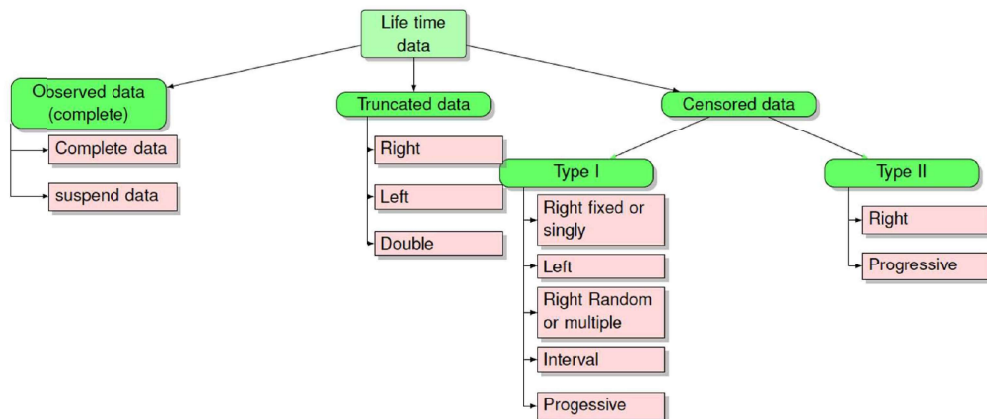 Life time
data
Observed data
(complete)
Complete data
suspend data
Truncated data
Right
Left
Double
Censored data
Type I
Right fixed or
singly
Left
Right Random
or multiple
Interval
Progessive
Type II
Right
Progressive